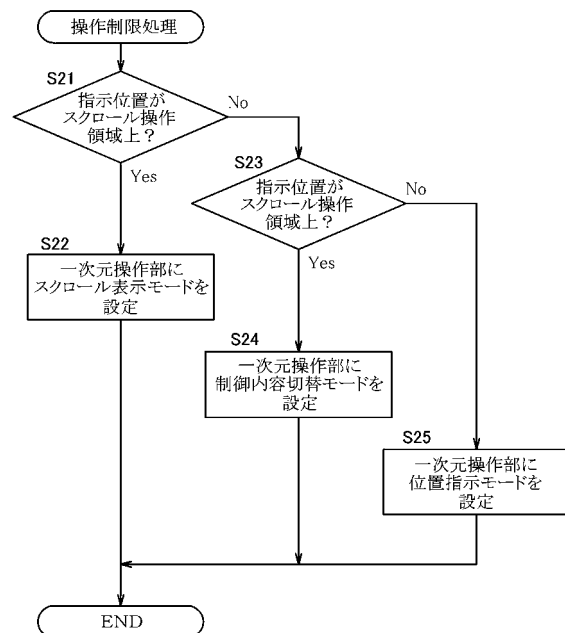 操作制限処理
S21
指示位置が
スクロール操作
領域上?
No
Yes
S23
指示位置が
スクロール操作
領域上?
No
Yes
S22
一次元操作部に
スクロール表示モードを
設定
S24
一次元操作部に
制御内容切替モードを
設定
S25
一次元操作部に
位置指示モードを
設定
END